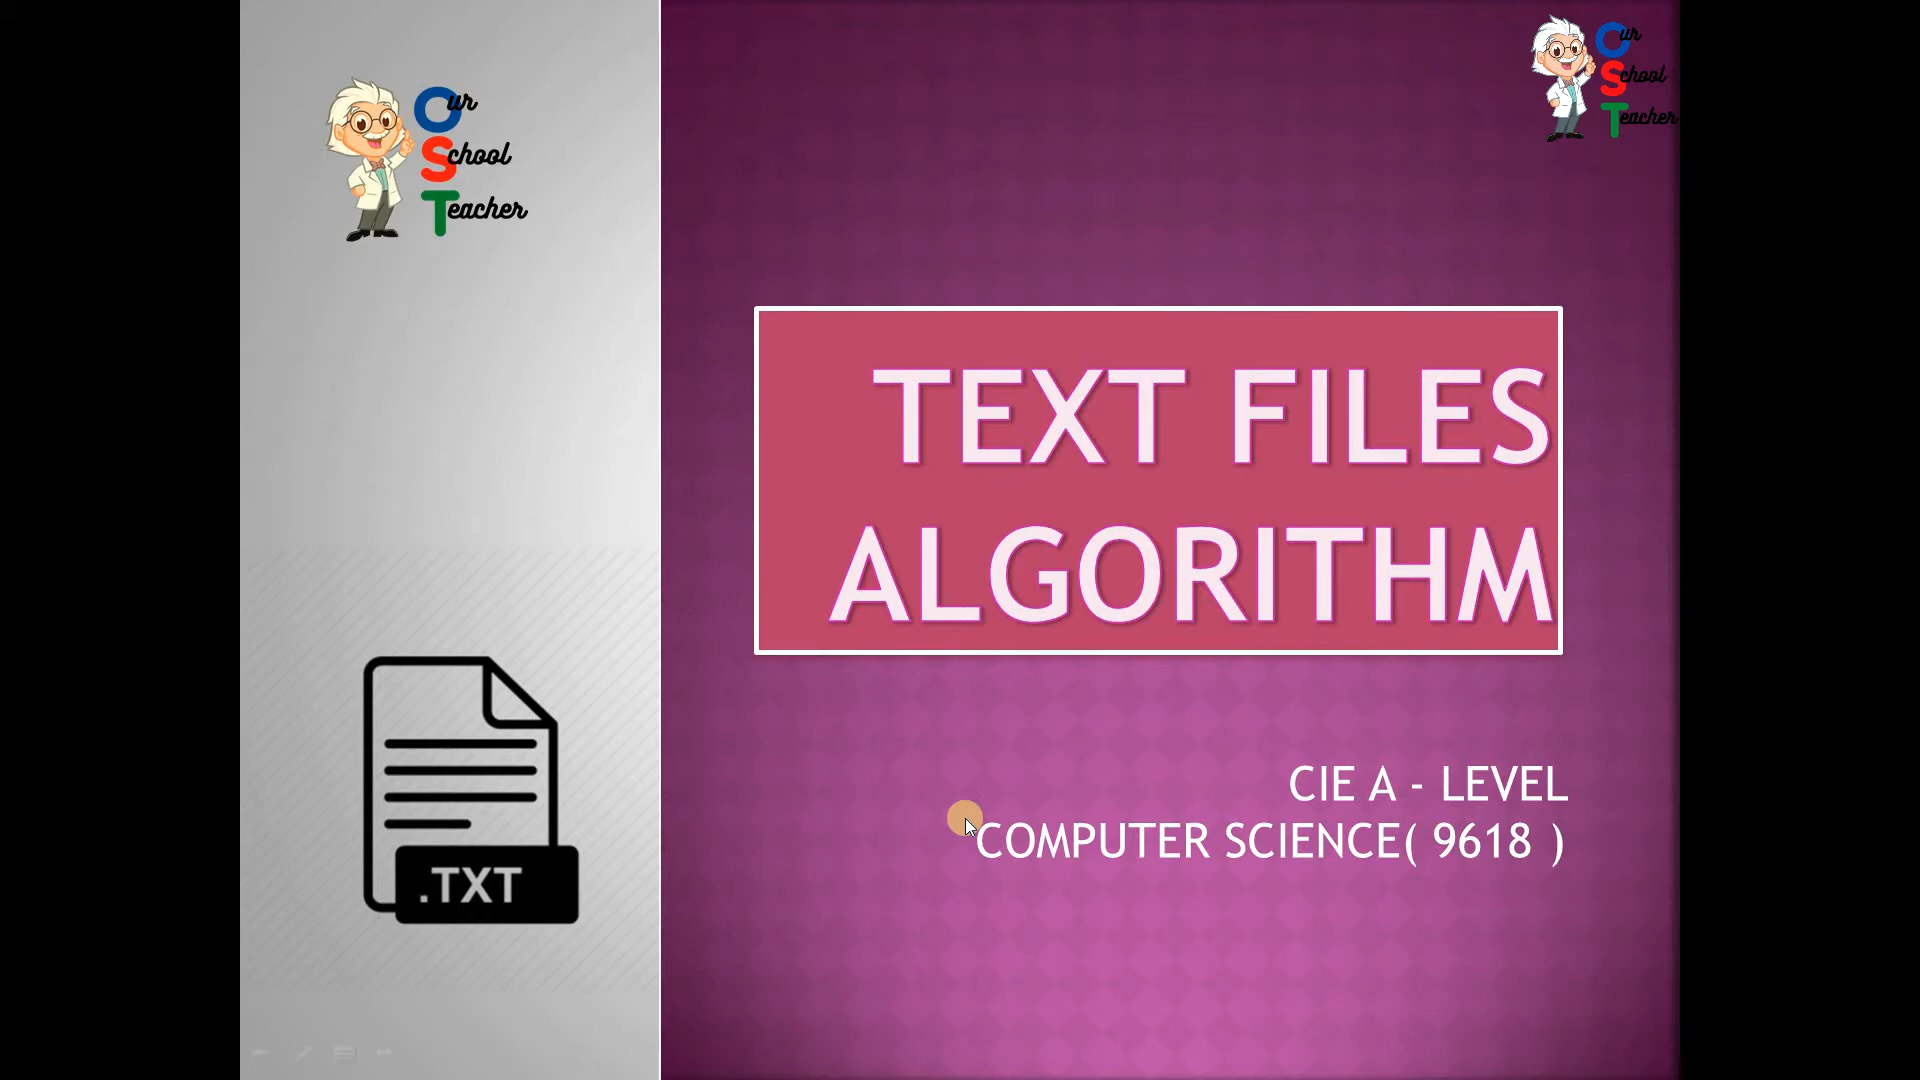 Our
School
Teacher
Our
School
Teacher
TEXT FILES
ALGORITHM
CIE A - LEVEL
COMPUTER SCIENCE( 9618 )
.TXT